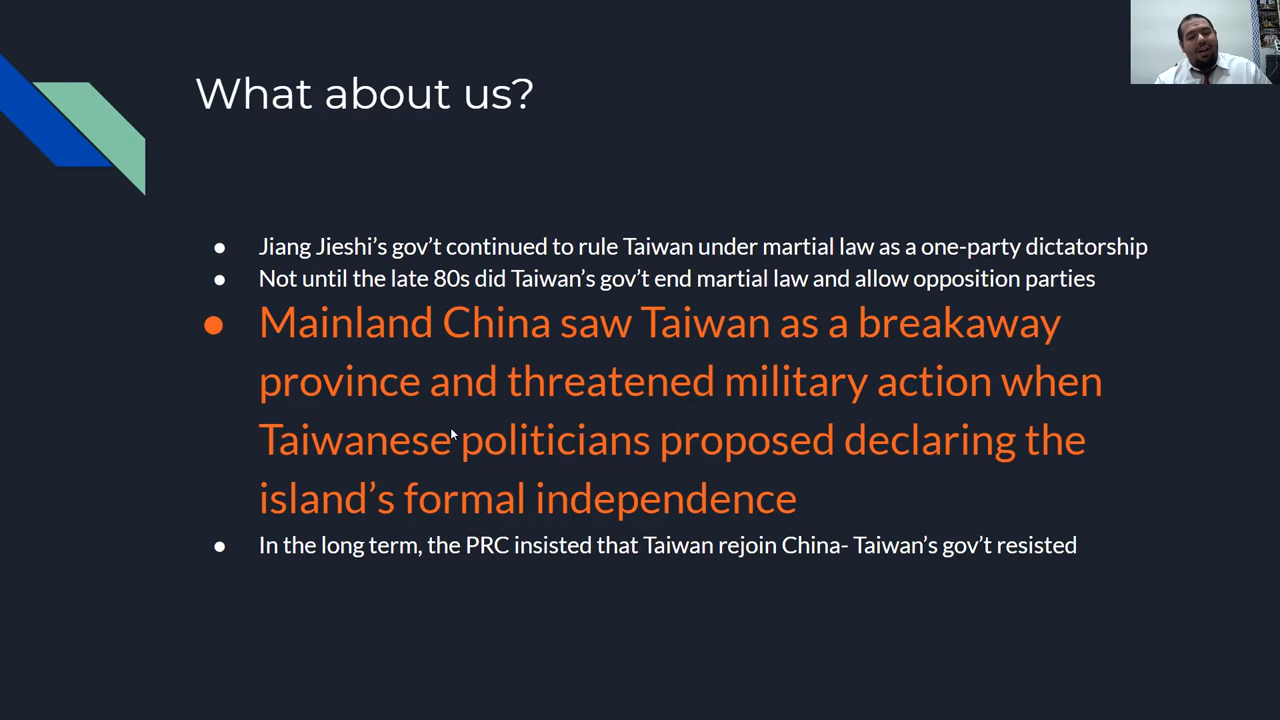 What about us?
● Jiang Jieshi’s gov’t continued to rule Taiwan under martial law as a one-party dictatorship
● Not until the late 80s did Taiwan’s gov’t end martial law and allow opposition parties
● Mainland China saw Taiwan as a breakaway
province and threatened military action when
Taiwanese politicians proposed declaring the
island’s formal independence
● In the long term, the PRC insisted that Taiwan rejoin China- Taiwan’s gov’t resisted